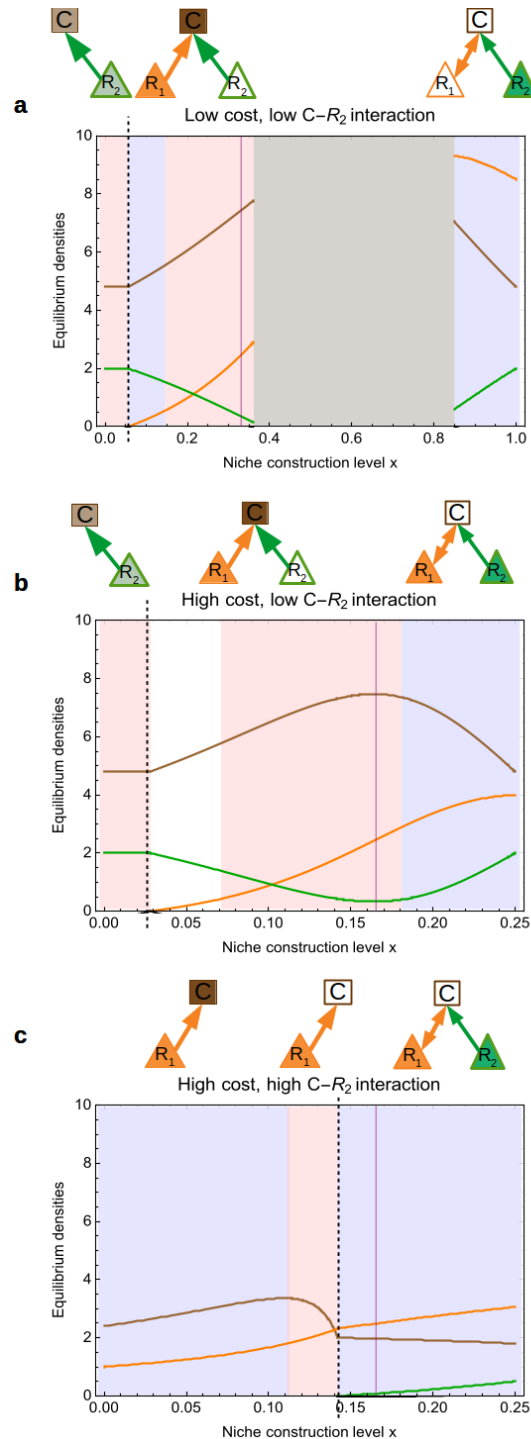 C C C
R2 R1 R2 R1 R2
a
Low cost, low C−R2 interaction
10
8
6
4
2
0
Equilibrium densities
0.0 0.2 0.4 0.6 0.8 1.0
Niche construction level x
C C C
R2 R1 R2 R1 R2
b
High cost, low C−R2 interaction
10
8
6
4
2
0
Equilibrium densities
0.00 0.05 0.10 0.15 0.20 0.25
Niche construction level x
C C C
R1 R1 R1 R2
c
High cost, high C−R2 interaction
10
8
6
4
2
0
Equilibrium densities
0.00 0.05 0.10 0.15 0.20 0.25
Niche construction level x